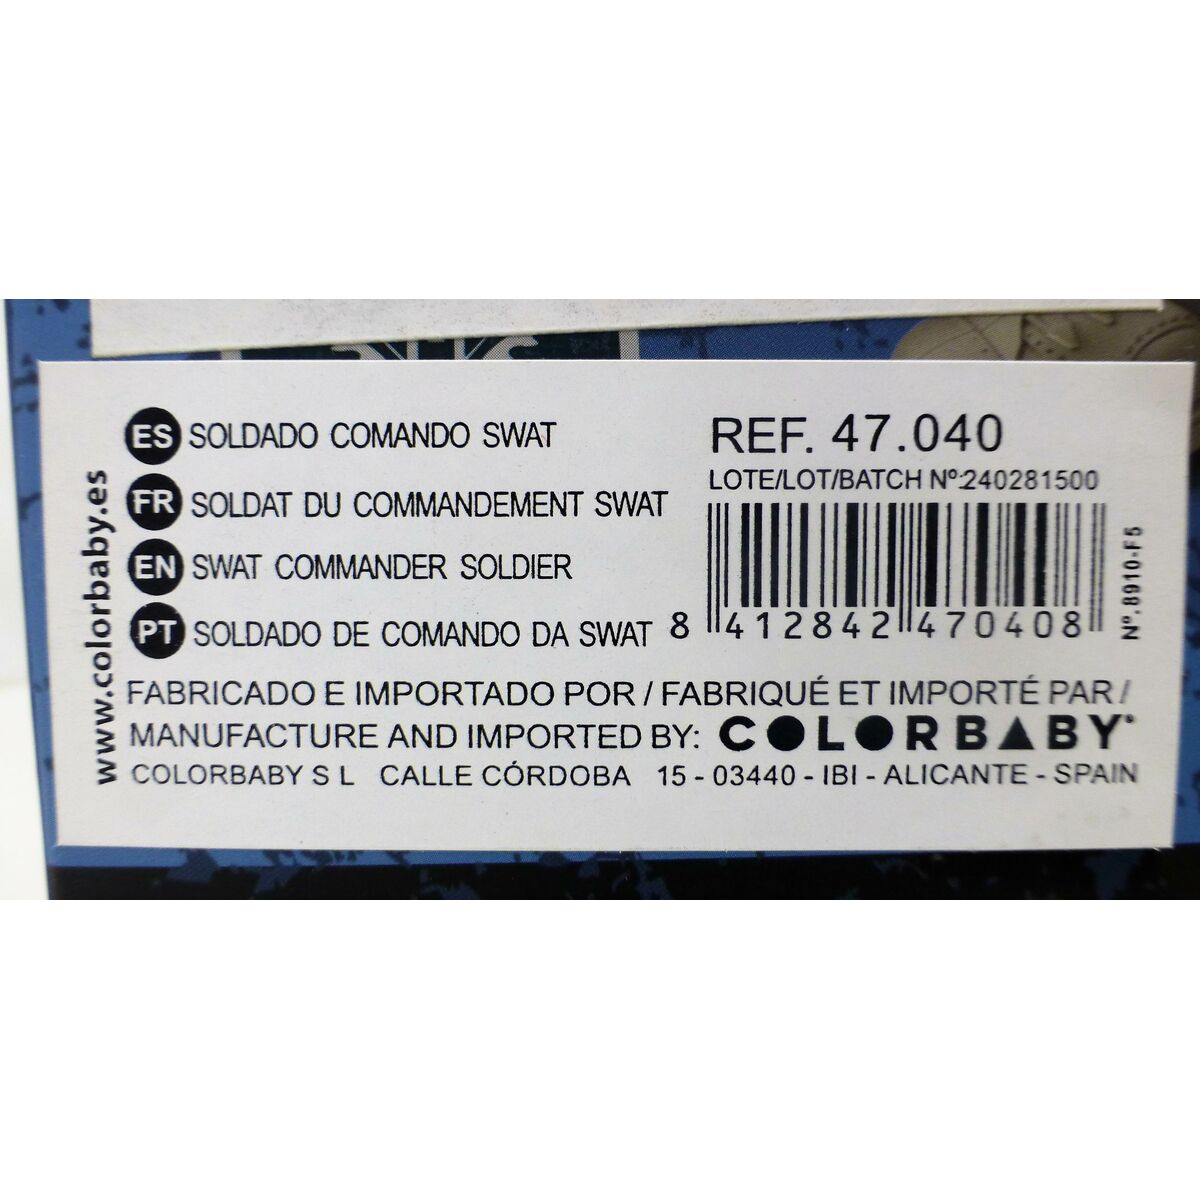 www.colorbaby.es
ES SOLDADO COMANDO SWAT
FR SOLDAT DU COMMANDEMENT SWAT
EN SWAT COMMANDER SOLDIER
PT SOLDADO DE COMANDO DA SWAT
REF. 47.040
LOTE/LOT/BATCH Nº:240281500
8 412842 470408
Nº.8910-F5
FABRICADO E IMPORTADO POR / FABRIQUÉ ET IMPORTÉ PAR /
MANUFACTURE AND IMPORTED BY: COLORBABY®
COLORBABY S L CALLE CÓRDOBA 15 - 03440 - IBI - ALICANTE - SPAIN